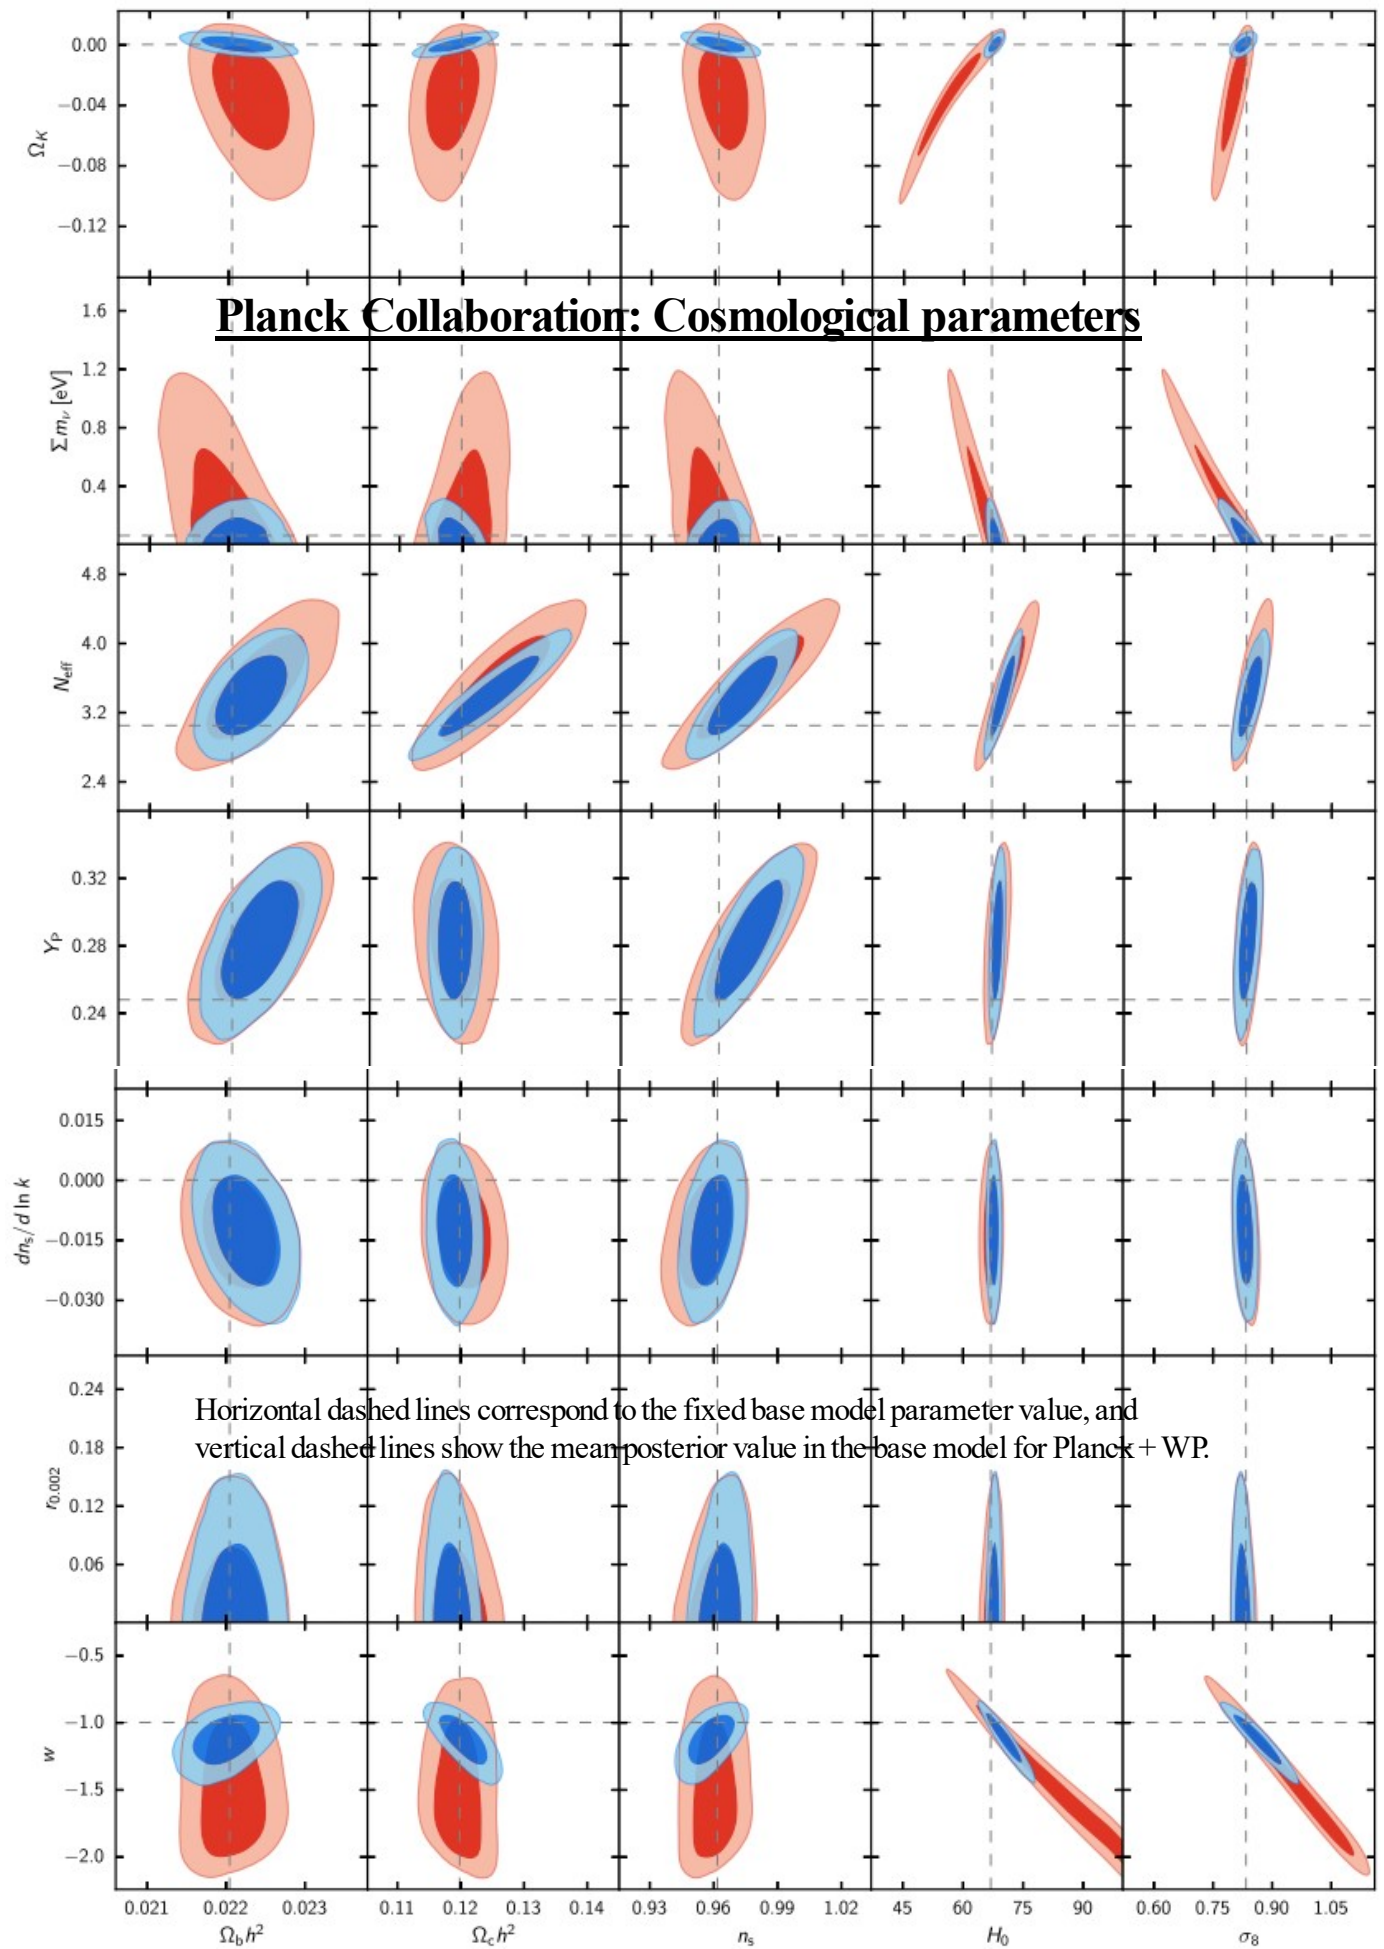 0.00
−0.04
−0.08
−0.12
Ω_K
Planck Collaboration: Cosmological parameters
1.6
1.2
0.8
0.4
Σm_ν [eV]
4.8
4.0
3.2
2.4
N_eff
0.32
0.28
0.24
Y_P
0.015
0.000
−0.015
−0.030
dn_s/d ln k
Horizontal dashed lines correspond to the fixed base model parameter value, and
vertical dashed lines show the mean posterior value in the base model for Planck + WP.
0.24
0.18
0.12
0.06
r_0.002
−0.5
−1.0
−1.5
−2.0
w
0.021 0.022 0.023 0.11 0.12 0.13 0.14 0.93 0.96 0.99 1.02 45 60 75 90 0.60 0.75 0.90 1.05
Ω_b h² Ω_c h² n_s H_0 σ_8